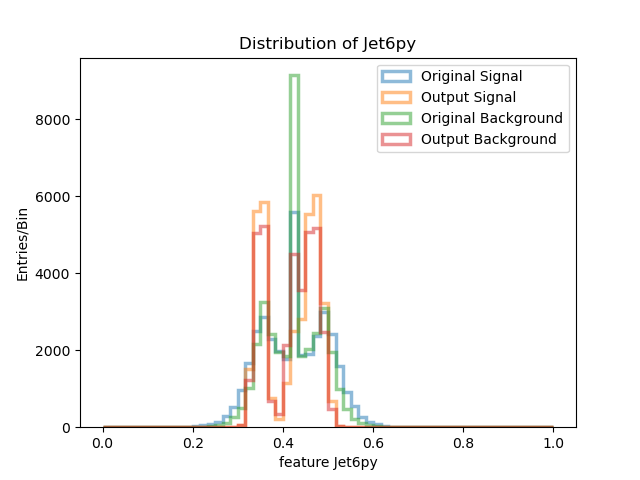 Distribution of Jet6py
Original Signal
Output Signal
Original Background
Output Background
Entries/Bin
8000
6000
4000
2000
0
0.0 0.2 0.4 0.6 0.8 1.0
feature Jet6py